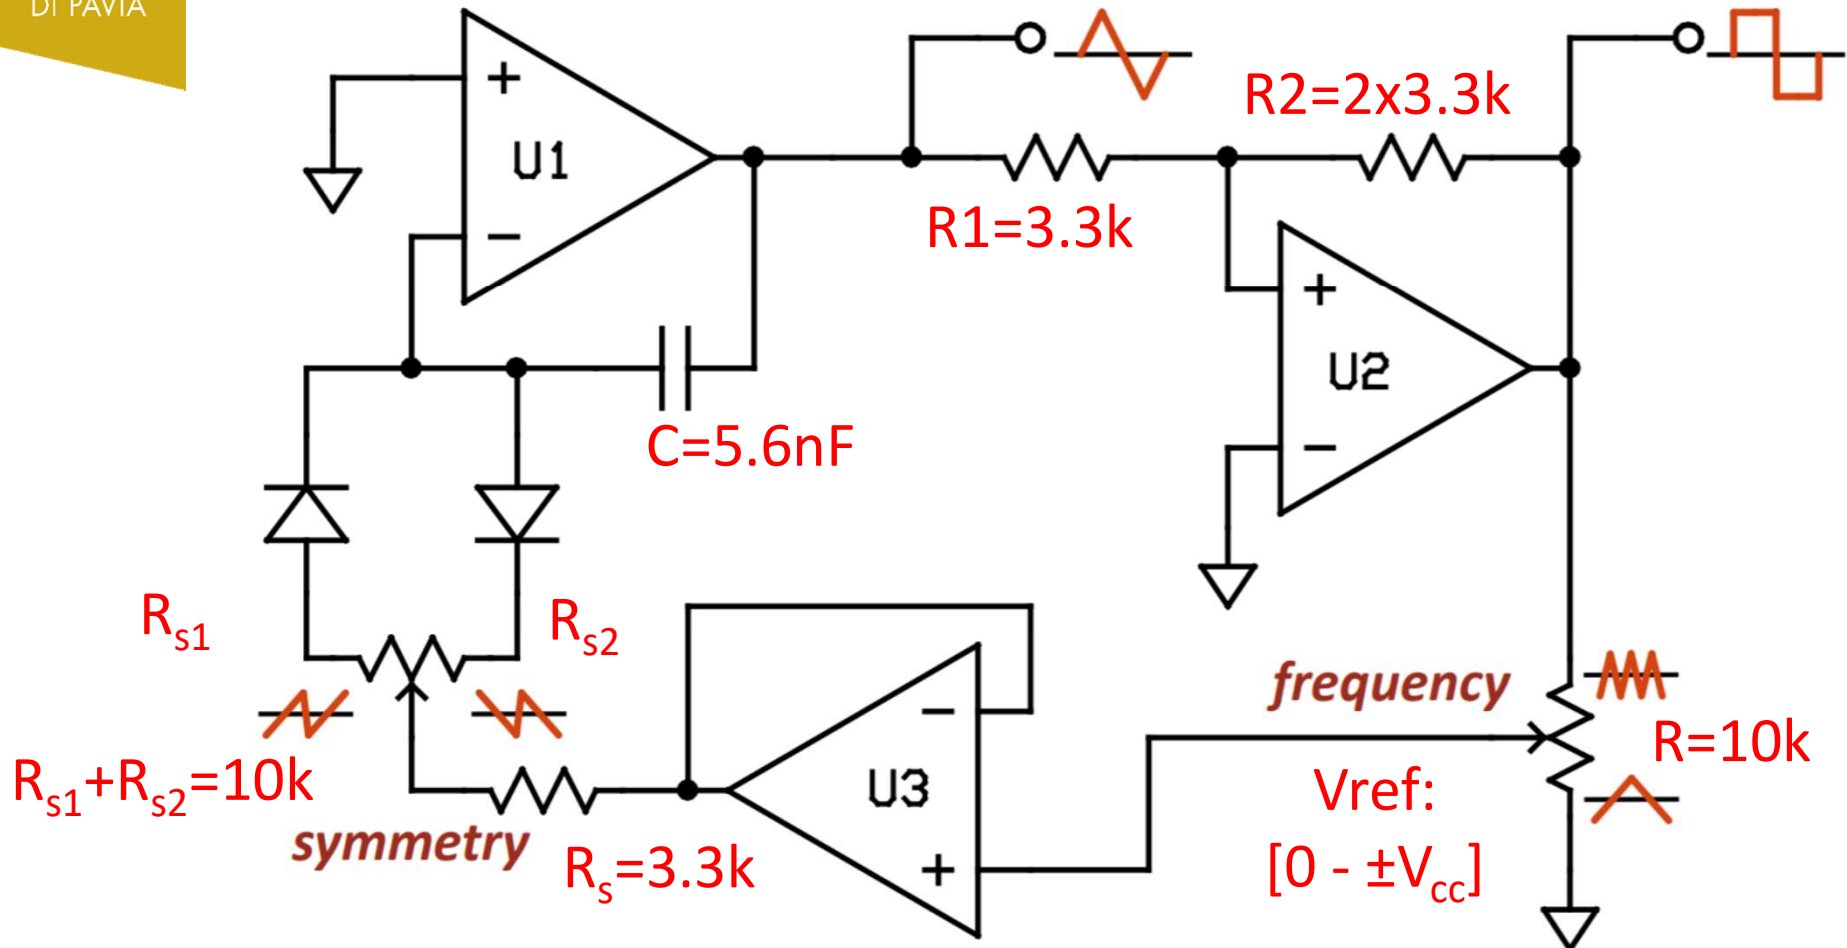 DI PAVIA
+
U1
−
R2=2x3.3k
R1=3.3k
+
U2
−
C=5.6nF
Rs1
Rs2
Rs1+Rs2=10k
symmetry
Rs=3.3k
−
U3
+
frequency
R=10k
Vref:
[0 - ±Vcc]